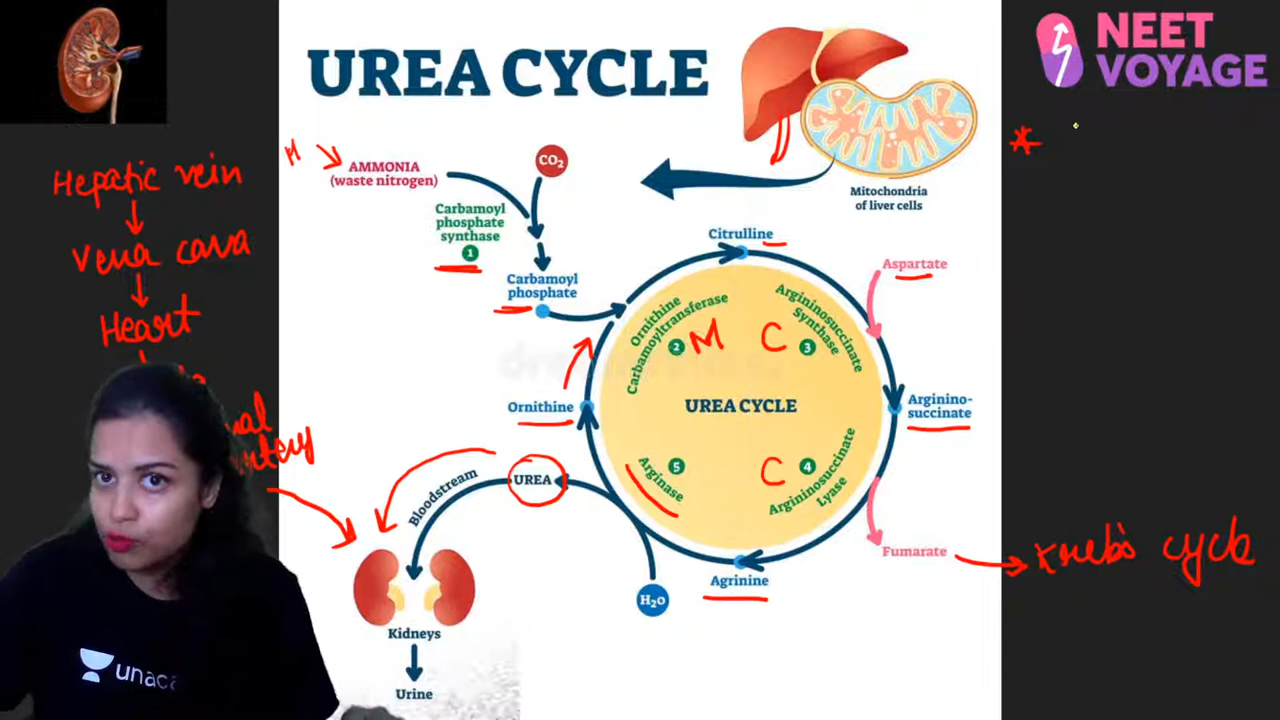 NEET
VOYAGE
UREA CYCLE
Hepatic vein
Vena cava
Heart
M
AMMONIA
(waste nitrogen)
CO2
Carbamoyl
phosphate
synthase
1
Carbamoyl
phosphate
Mitochondria
of liver cells
Citrulline
Aspartate
Ornithine
Carbamoyltransferase
2
M
C
3
Argininosuccinate
Synthase
Ornithine
UREA CYCLE
Arginino-
succinate
5
Arginase
C
4
Argininosuccinate
Lyase
UREA
Bloodstream
Fumarate
Kreb's cycle
Agrinine
H2O
Kidneys
Urine
unaca